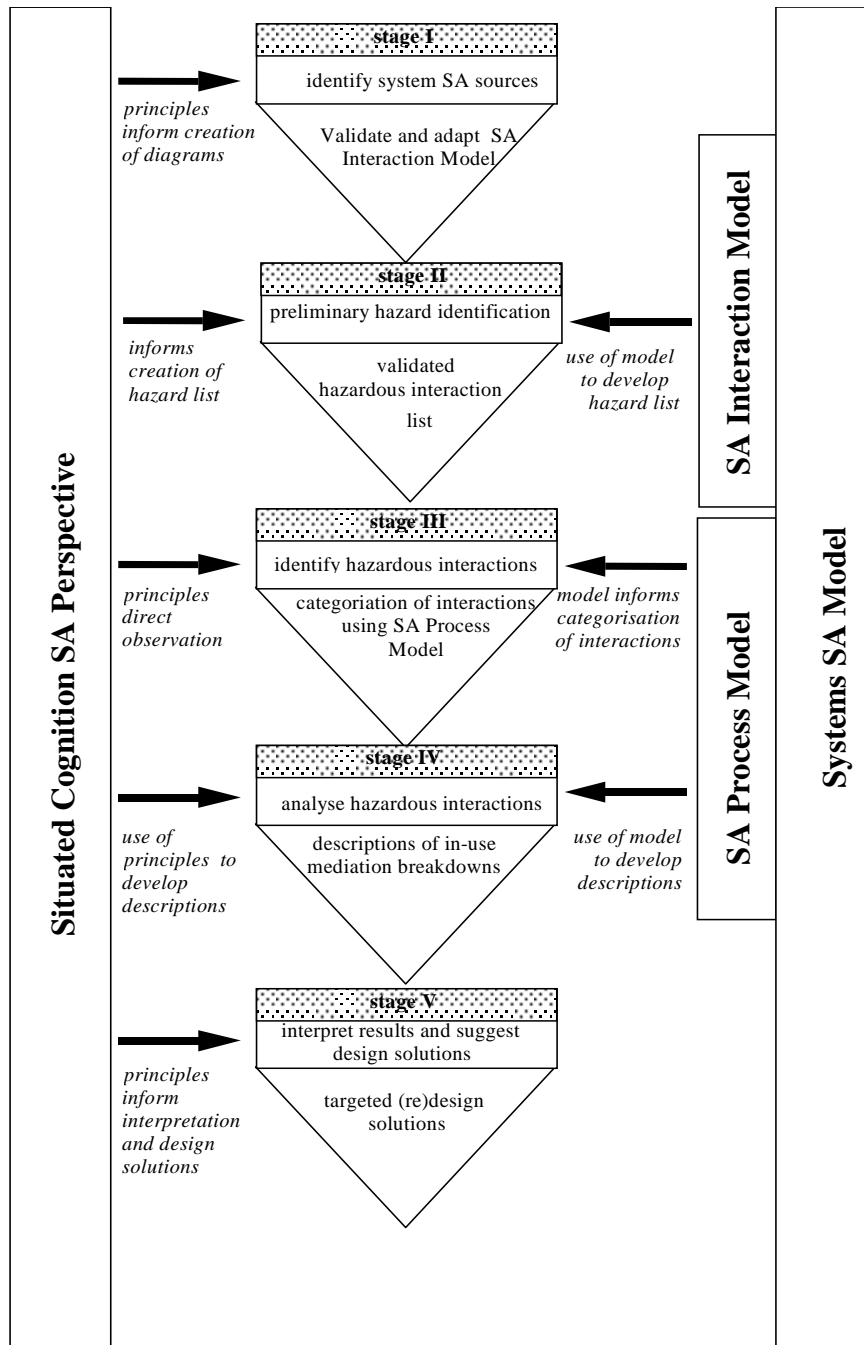 Situated Cognition SA Perspective
stage I
identify system SA sources
principles
inform creation
of diagrams
Validate and adapt SA
Interaction Model
stage II
preliminary hazard identification
informs
creation of
hazard list
validated
hazardous interaction
list
use of model
to develop
hazard list
stage III
identify hazardous interactions
principles
direct
observation
categoriation of interactions
using SA Process
Model
model informs
categorisation
of interactions
stage IV
analyse hazardous interactions
use of
principles to
develop
descriptions
descriptions of in-use
mediation breakdowns
use of model
to develop
descriptions
stage V
interpret results and suggest
design solutions
principles
inform
interpretation
and design
solutions
targeted (re)design
solutions
SA Interaction Model
SA Process Model
Systems SA Model